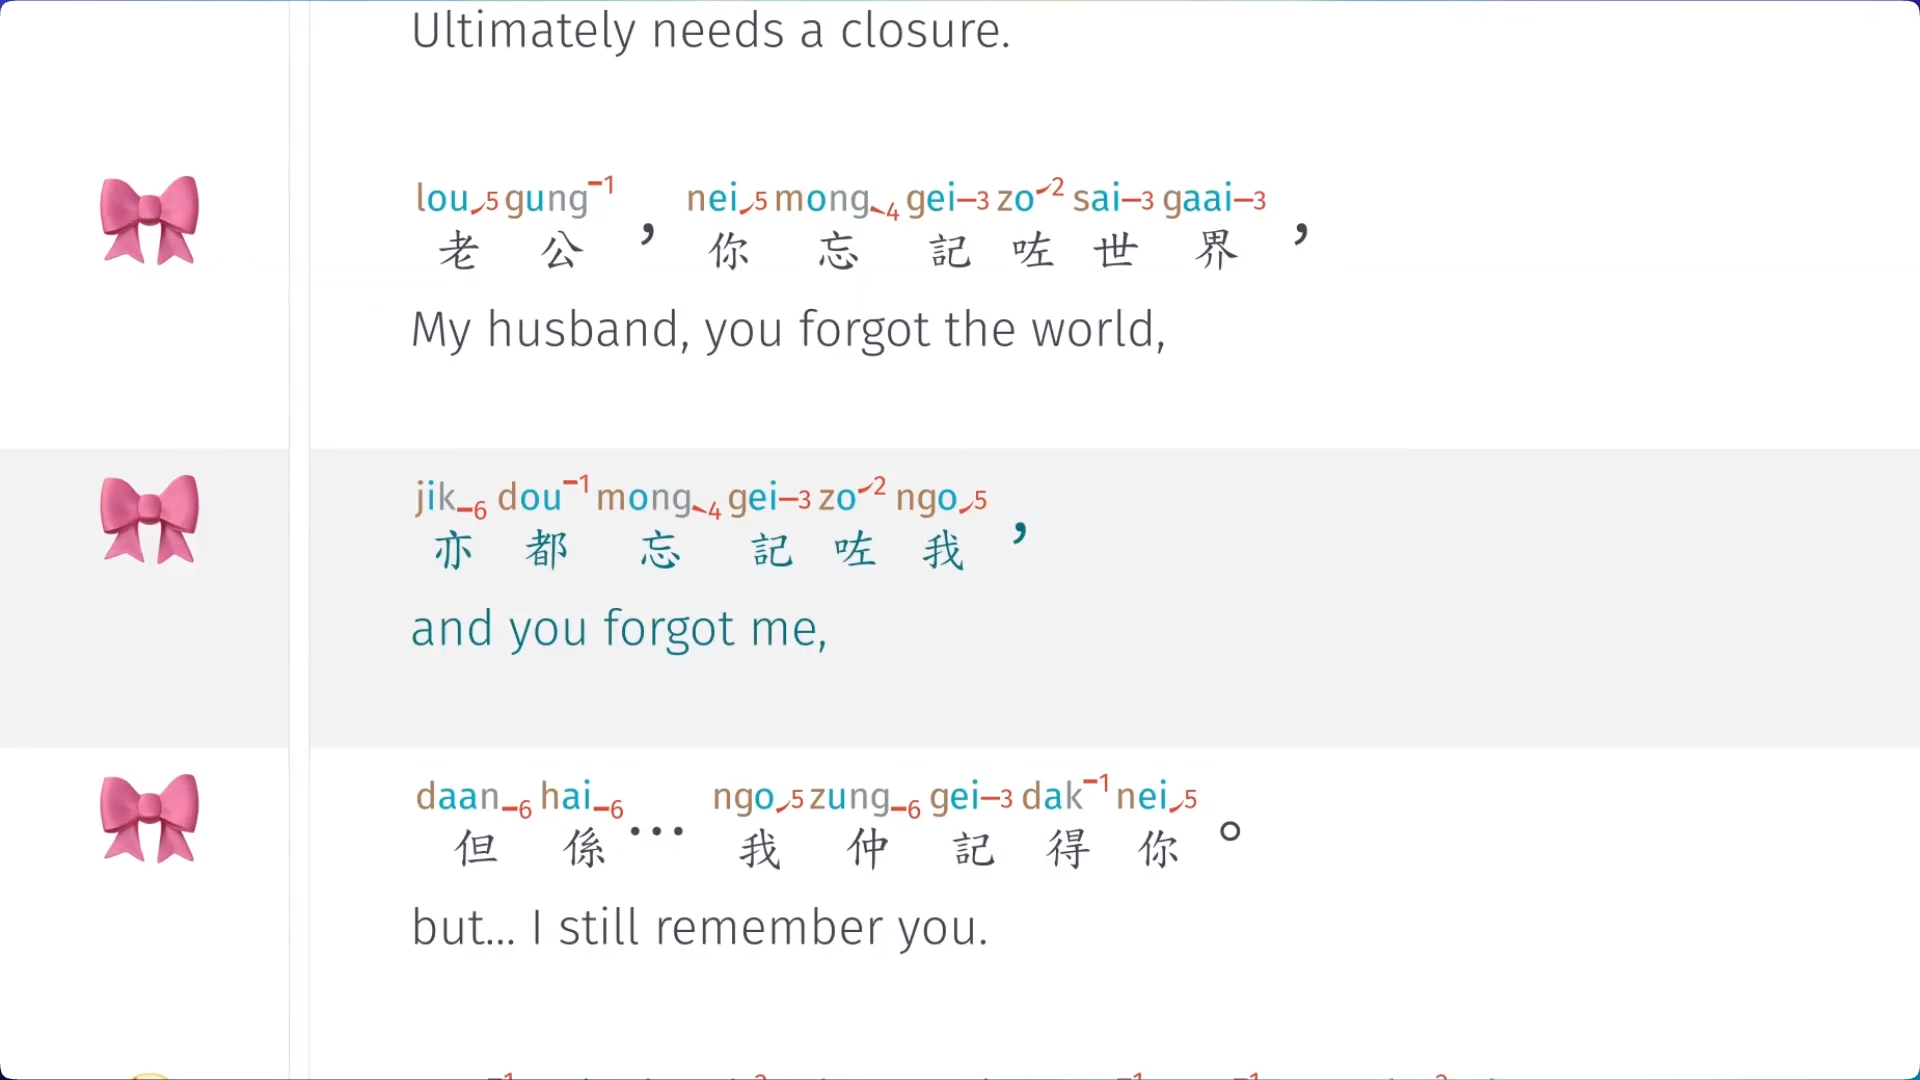 Ultimately needs a closure.
lou5 gung1 nei5 mong4 gei3 zo2 sai3 gaai3
老公，你忘記咗世界，
My husband, you forgot the world,
jik6 dou1 mong4 gei3 zo2 ngo5
亦都忘記咗我，
and you forgot me,
daan6 hai6 ngo5 zung6 gei3 dak1 nei5
但係…我仲記得你。
but... I still remember you.